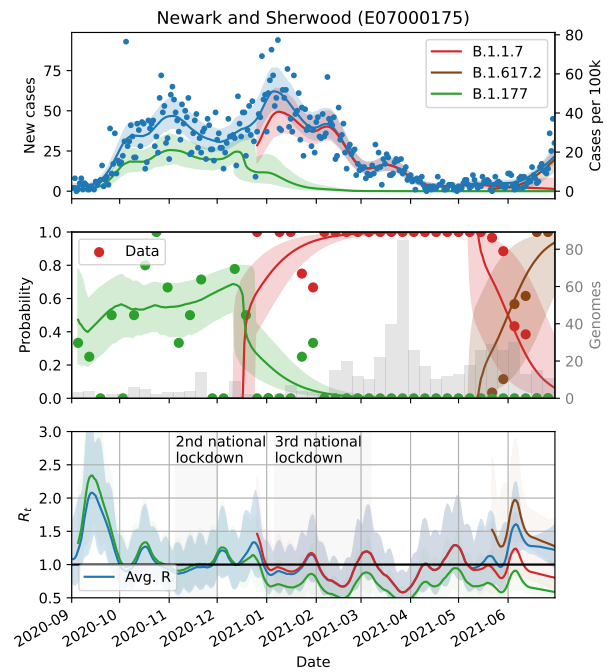 Newark and Sherwood (E07000175)
New cases
75
50
25
0
B.1.1.7
B.1.617.2
B.1.177
80
60
40
20
0
Cases per 100k
Probability
1.0
0.8
0.6
0.4
0.2
0.0
Data
80
60
40
20
0
Genomes
R_t
3.0
2.5
2.0
1.5
1.0
0.5
2nd national
lockdown
3rd national
lockdown
Avg. R
2020-09
2020-10
2020-11
2020-12
2021-01
2021-02
2021-03
2021-04
2021-05
2021-06
Date